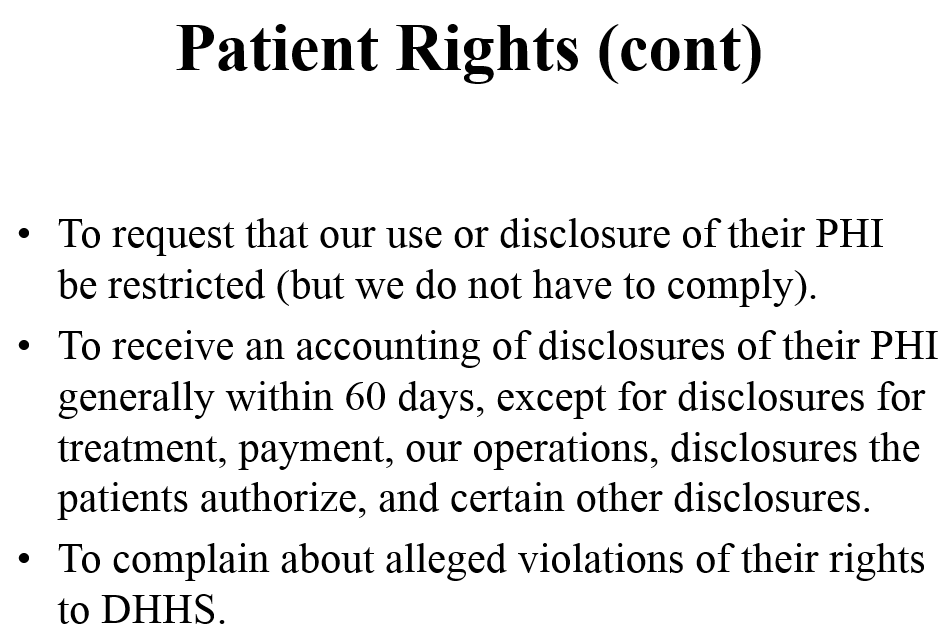 Patient Rights (cont)
• To request that our use or disclosure of their PHI
be restricted (but we do not have to comply).
• To receive an accounting of disclosures of their PHI
generally within 60 days, except for disclosures for
treatment, payment, our operations, disclosures the
patients authorize, and certain other disclosures.
• To complain about alleged violations of their rights
to DHHS.